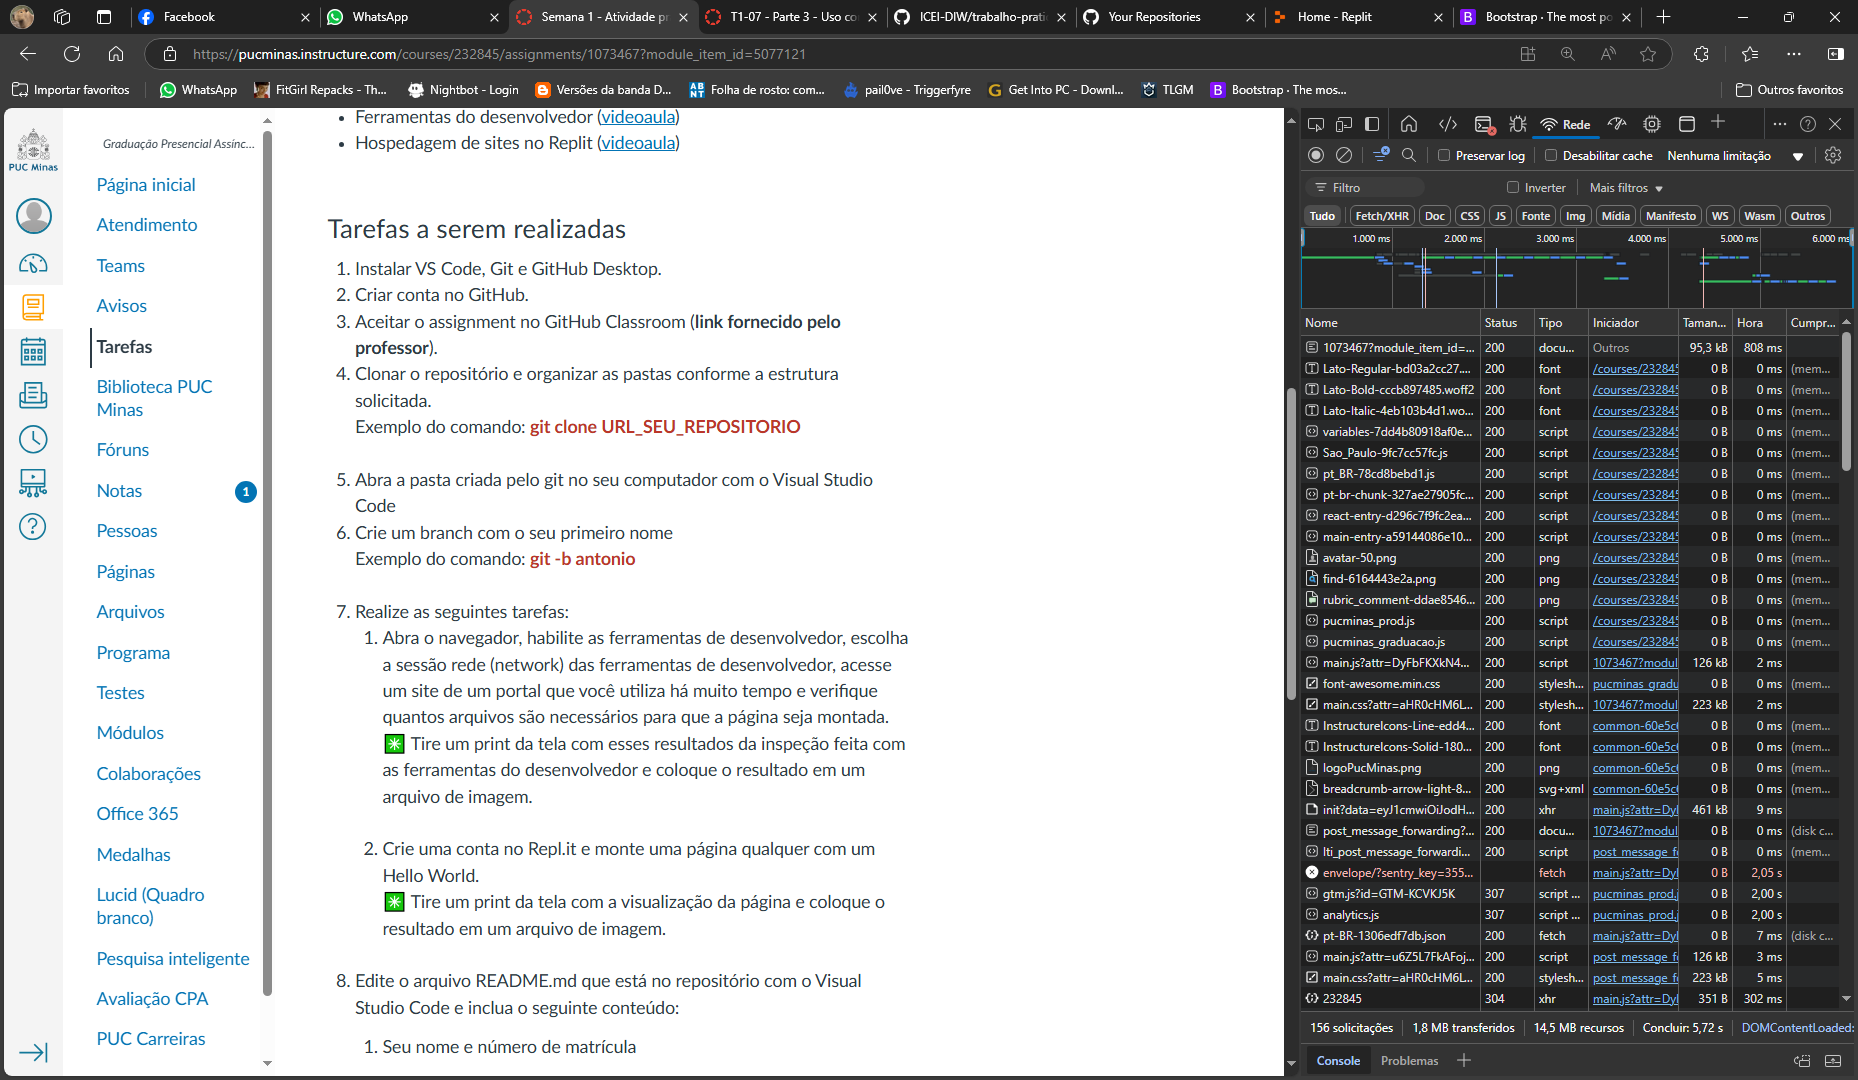 Facebook
WhatsApp
Semana 1 - Atividade pr
T1-07 - Parte 3 - Uso co
ICEI-DIW/trabalho-prati
Your Repositories
Home - Replit
Bootstrap · The most po
https://pucminas.instructure.com/courses/232845/assignments/1073467?module_item_id=5077121
Importar favoritos
WhatsApp
FitGirl Repacks - Th...
Nightbot - Login
Versões da banda D...
Folha de rosto: com...
pail0ve - Triggerfyre
Get Into PC - Downl...
TLGM
Bootstrap · The mos...
Outros favoritos
PUC Minas
Graduação Presencial Assínc...
Página inicial
Atendimento
Teams
Avisos
Tarefas
Biblioteca PUC
Minas
Fóruns
Notas
1
Pessoas
Páginas
Arquivos
Programa
Testes
Módulos
Colaborações
Office 365
Medalhas
Lucid (Quadro
branco)
Pesquisa inteligente
Avaliação CPA
PUC Carreiras
• Ferramentas do desenvolvedor (videoaula)
• Hospedagem de sites no Replit (videoaula)
Tarefas a serem realizadas
1. Instalar VS Code, Git e GitHub Desktop.
2. Criar conta no GitHub.
3. Aceitar o assignment no GitHub Classroom (link fornecido pelo
professor).
4. Clonar o repositório e organizar as pastas conforme a estrutura
solicitada.
Exemplo do comando: git clone URL_SEU_REPOSITORIO
5. Abra a pasta criada pelo git no seu computador com o Visual Studio
Code
6. Crie um branch com o seu primeiro nome
Exemplo do comando: git -b antonio
7. Realize as seguintes tarefas:
1. Abra o navegador, habilite as ferramentas de desenvolvedor, escolha
a sessão rede (network) das ferramentas de desenvolvedor, acesse
um site de um portal que você utiliza há muito tempo e verifique
quantos arquivos são necessários para que a página seja montada.
✳️ Tire um print da tela com esses resultados da inspeção feita com
as ferramentas do desenvolvedor e coloque o resultado em um
arquivo de imagem.
2. Crie uma conta no Repl.it e monte uma página qualquer com um
Hello World.
✳️ Tire um print da tela com a visualização da página e coloque o
resultado em um arquivo de imagem.
8. Edite o arquivo README.md que está no repositório com o Visual
Studio Code e inclua o seguinte conteúdo:
1. Seu nome e número de matrícula
Rede
Preservar log
Desabilitar cache
Nenhuma limitação
Filtro
Inverter
Mais filtros
Tudo Fetch/XHR Doc CSS JS Fonte Img Mídia Manifesto WS Wasm Outros
1.000 ms 2.000 ms 3.000 ms 4.000 ms 5.000 ms 6.000 ms
Nome Status Tipo Iniciador Taman... Hora Cumpr...
1073467?module_item_id=... 200 docu... Outros 95,3 kB 808 ms
Lato-Regular-bd03a2cc27.... 200 font /courses/232845 0 B 0 ms (mem...
Lato-Bold-cccb897485.woff2 200 font /courses/232845 0 B 0 ms (mem...
Lato-Italic-4eb103b4d1.wo... 200 font /courses/232845 0 B 0 ms (mem...
variables-7dd4b80918af0e... 200 script /courses/232845 0 B 0 ms (mem...
Sao_Paulo-9fc7cc57fc.js 200 script /courses/232845 0 B 0 ms (mem...
pt_BR-78cd8bebd1.js 200 script /courses/232845 0 B 0 ms (mem...
pt-br-chunk-327ae27905fc... 200 script /courses/232845 0 B 0 ms (mem...
react-entry-d296c7f9fc2ea... 200 script /courses/232845 0 B 0 ms (mem...
main-entry-a59144086e10... 200 script /courses/232845 0 B 0 ms (mem...
avatar-50.png 200 png /courses/232845 0 B 0 ms (mem...
find-6164443e2a.png 200 png /courses/232845 0 B 0 ms (mem...
rubric_comment-ddae8546... 200 png /courses/232845 0 B 0 ms (mem...
pucminas_prod.js 200 script /courses/232845 0 B 0 ms (mem...
pucminas_graduacao.js 200 script /courses/232845 0 B 0 ms (mem...
main.js?attr=DyFbFKXkN4... 200 script 1073467?modul 126 kB 2 ms
font-awesome.min.css 200 stylesh... pucminas_gradu 0 B 0 ms (mem...
main.css?attr=aHR0cHM6L... 200 stylesh... 1073467?modul 223 kB 2 ms
InstructureIcons-Line-edd4... 200 font common-60e5c 0 B 0 ms (mem...
InstructureIcons-Solid-180... 200 font common-60e5c 0 B 0 ms (mem...
logoPucMinas.png 200 png common-60e5c 0 B 0 ms (mem...
breadcrumb-arrow-light-8... 200 svg+xml common-60e5c 0 B 0 ms (mem...
init?data=eyJ1cmwiOiJodH... 200 xhr main.js?attr=Dy 461 kB 9 ms
post_message_forwarding?... 200 docu... 1073467?modul 0 B 0 ms (disk c...
lti_post_message_forwardi... 200 script post_message_f 0 B 0 ms (mem...
envelope/?sentry_key=355... fetch main.js?attr=Dy 0 B 2,05 s
gtm.js?id=GTM-KCVKJ5K 307 script ... pucminas_prod. 0 B 2,00 s
analytics.js 307 script ... pucminas_prod. 0 B 2,00 s
pt-BR-1306edf7db.json 200 fetch main.js?attr=Dy 0 B 7 ms (disk c...
main.js?attr=u6Z5L7FkAFoj... 200 script post_message_f 126 kB 3 ms
main.css?attr=aHR0cHM6L... 200 stylesh... post_message_f 223 kB 5 ms
232845 304 xhr main.js?attr=Dy 351 B 302 ms
156 solicitações 1,8 MB transferidos 14,5 MB recursos Concluir: 5,72 s DOMContentLoaded:
Console Problemas